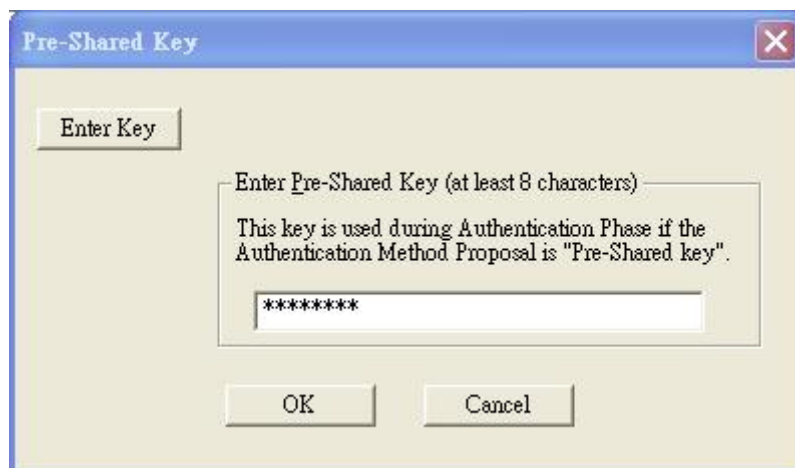 Pre-Shared Key
Enter Key
Enter Pre-Shared Key (at least 8 characters)
This key is used during Authentication Phase if the
Authentication Method Proposal is "Pre-Shared key".
********
OK
Cancel